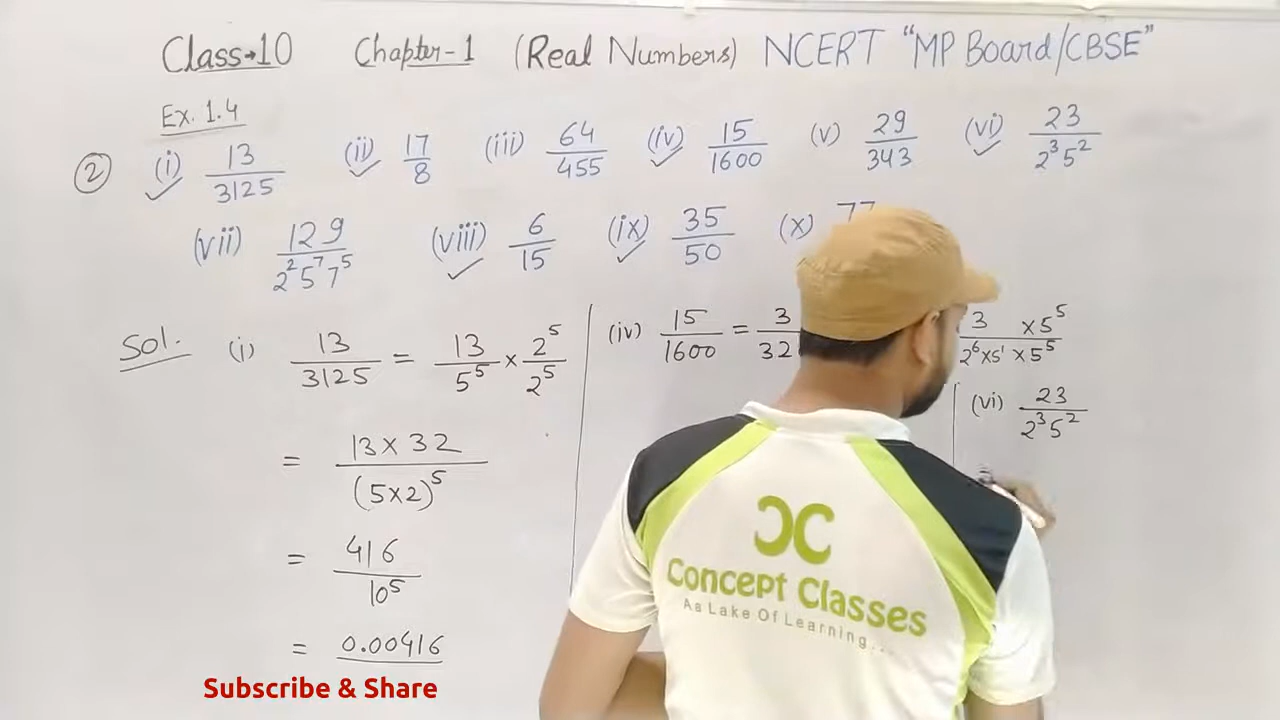 Class→10 Chapter-1 (Real Numbers) NCERT "MP Board/CBSE"
Ex. 1.4
② (i) 13/3125 (ii) 17/8 (iii) 64/455 (iv) 15/1600 (v) 29/343 (vi) 23/2³5²
(vii) 129/2²5⁷7⁵ (viii) 6/15 (ix) 35/50 (x) 77
Sol. (i) 13/3125 = 13/5⁵ × 2⁵/2⁵
= 13×32/(5×2)⁵
= 416/10⁵
= 0.00416
(iv) 15/1600 = 3/32
3 ×5⁵/2⁶×5¹×5⁵
(vi) 23/2³5²
=
ƆC
Concept Classes
Aa Lake Of Learning...
Subscribe & Share